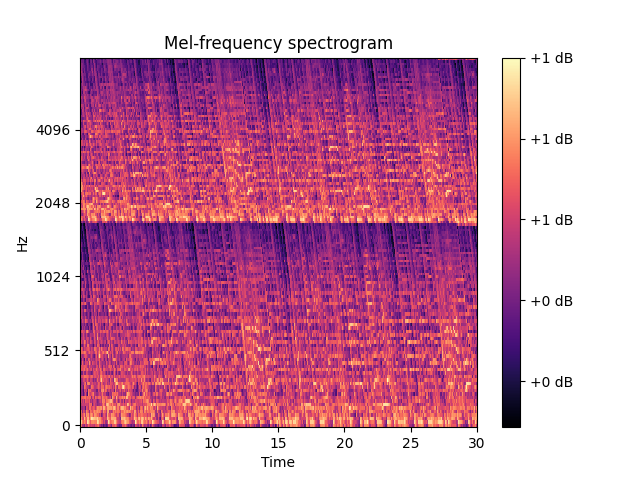 Mel-frequency spectrogram
Hz
4096
2048
1024
512
0
0 5 10 15 20 25 30
Time
+1 dB
+1 dB
+1 dB
+0 dB
+0 dB